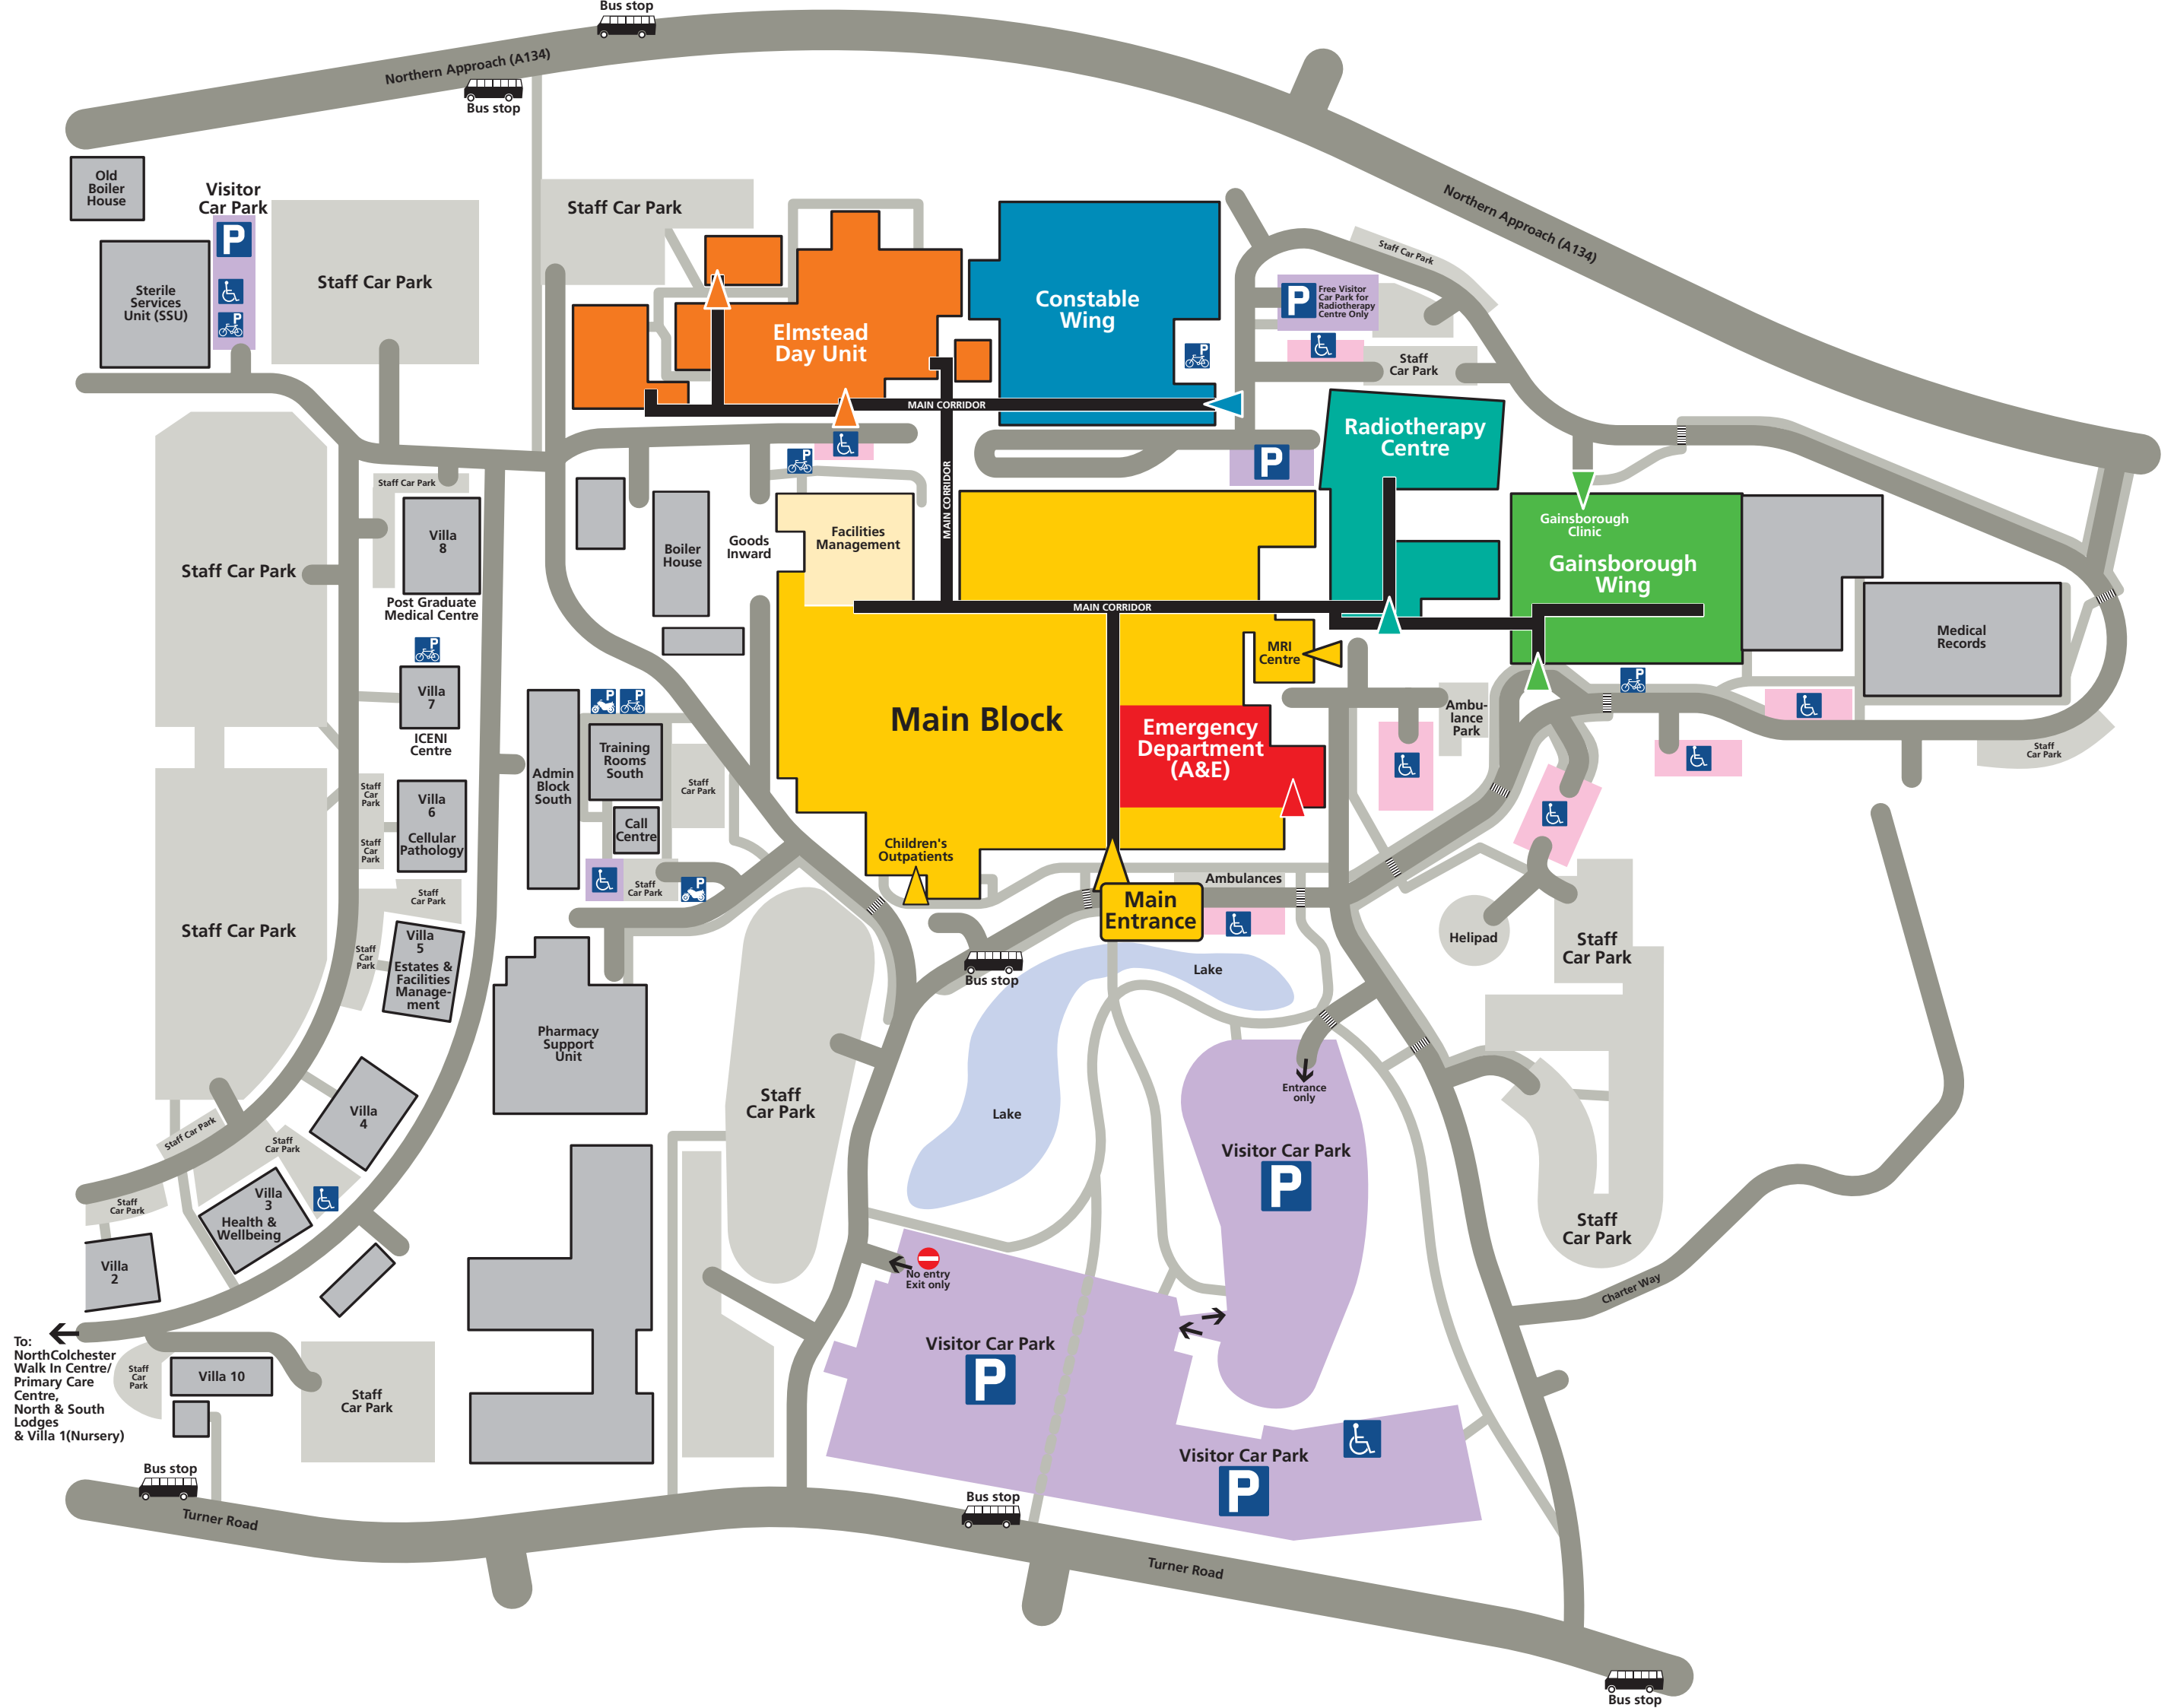 Bus stop
Northern Approach (A134)
Bus stop
Old
Boiler
House
Visitor
Car Park
P
Sterile
Services
Unit (SSU)
P
Staff Car Park
Staff Car Park
Northern Approach (A134)
Staff Car Park
Elmstead
Day Unit
Constable
Wing
P
Free Visitor
Car Park for
Radiotherapy
Centre Only
P
Staff
Car Park
MAIN CORRIDOR
Radiotherapy
Centre
P
P
MAIN CORRIDOR
Staff Car Park
Villa
8
Post Graduate
Medical Centre
Boiler
House
Goods
Inward
Facilities
Management
Gainsborough
Clinic
Gainsborough
Wing
Staff Car Park
MAIN CORRIDOR
Medical
Records
MRI
Centre
P
P
Villa
7
ICENI
Centre
P
P
Main Block
Emergency
Department
(A&E)
Ambu-
lance
Park
Staff
Car Park
Training
Rooms
South
Admin
Block
South
Staff
Car Park
Staff
Car
Park
Villa
6
Cellular
Pathology
Staff
Car
Park
Call
Centre
Children's
Outpatients
Staff
Car Park
P
Staff
Car Park
Ambulances
Main
Entrance
Staff Car Park
Villa
5
Estates &
Facilities
Manage-
ment
Staff
Car
Park
Helipad
Staff
Car Park
Bus stop
Lake
Pharmacy
Support
Unit
Lake
Entrance
only
Staff
Car Park
Villa
4
Staff Car Park
Staff
Car Park
Visitor Car Park
P
Villa
3
Health &
Wellbeing
Staff
Car Park
Staff
Car Park
Villa
2
No entry
Exit only
Charter Way
To:
NorthColchester
Walk In Centre/
Primary Care
Centre,
North & South
Lodges
& Villa 1(Nursery)
Staff
Car
Park
Villa 10
Staff
Car Park
Visitor Car Park
P
Visitor Car Park
P
Bus stop
Turner Road
Bus stop
Turner Road
Bus stop